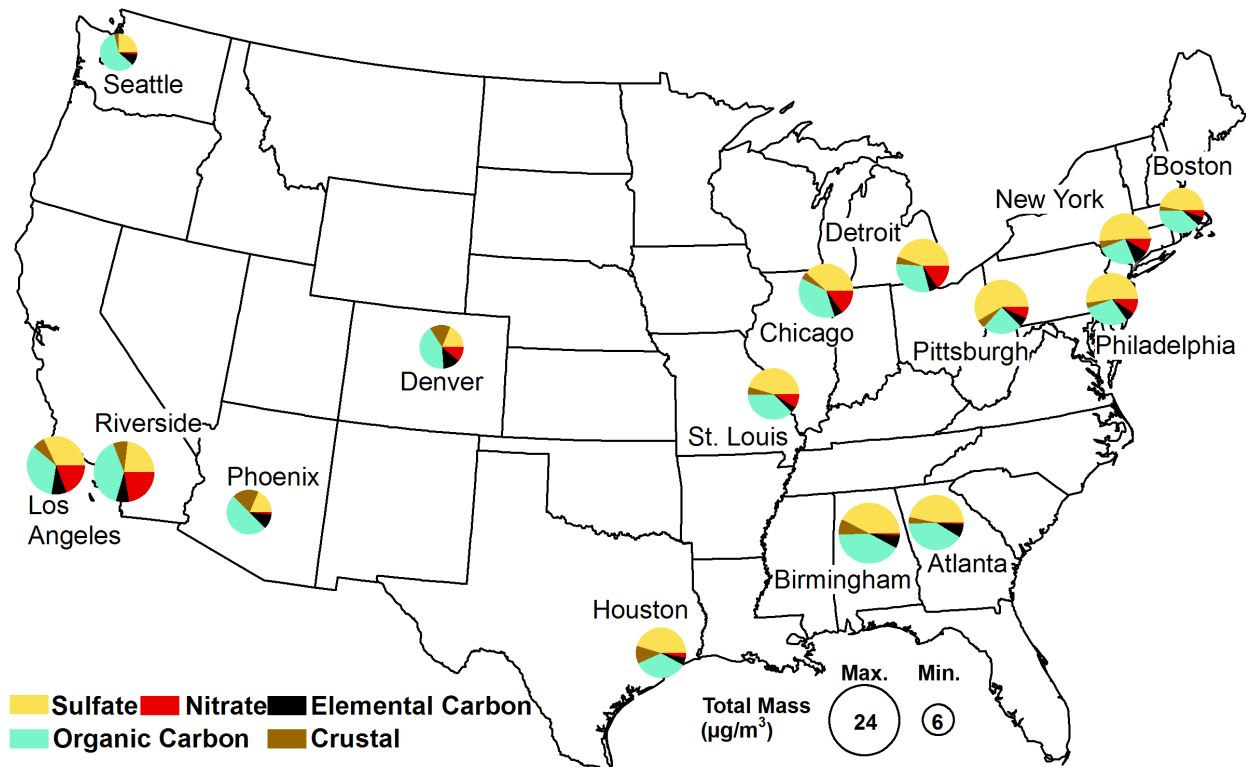 Seattle
Boston
New York
Detroit
Chicago
Pittsburgh
Philadelphia
Denver
St. Louis
Riverside
Los
Angeles
Phoenix
Birmingham
Atlanta
Houston
Max.
Min.
Total Mass
(µg/m³)
24
6
Sulfate
Nitrate
Elemental Carbon
Organic Carbon
Crustal